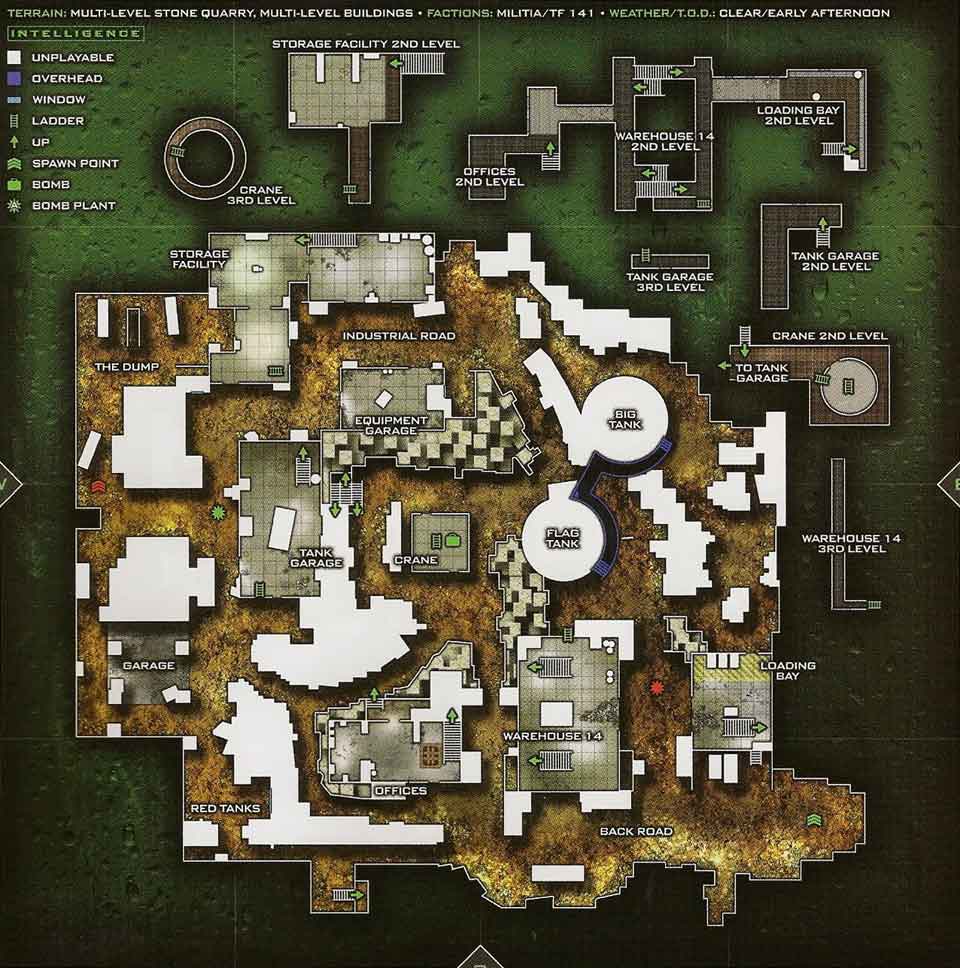 TERRAIN: MULTI-LEVEL STONE QUARRY, MULTI-LEVEL BUILDINGS • FACTIONS: MILITIA/TF 141 • WEATHER/T.O.D.: CLEAR/EARLY AFTERNOON
INTELLIGENCE
UNPLAYABLE
OVERHEAD
WINDOW
LADDER
UP
SPAWN POINT
BOMB
BOMB PLANT
STORAGE FACILITY 2ND LEVEL
CRANE
3RD LEVEL
OFFICES
2ND LEVEL
WAREHOUSE 14
2ND LEVEL
LOADING BAY
2ND LEVEL
TANK GARAGE
2ND LEVEL
TANK GARAGE
3RD LEVEL
CRANE 2ND LEVEL
TO TANK
GARAGE
WAREHOUSE 14
3RD LEVEL
STORAGE
FACILITY
INDUSTRIAL ROAD
THE DUMP
EQUIPMENT
GARAGE
BIG
TANK
FLAG
TANK
TANK
GARAGE
CRANE
GARAGE
LOADING
BAY
WAREHOUSE 14
OFFICES
RED TANKS
BACK ROAD